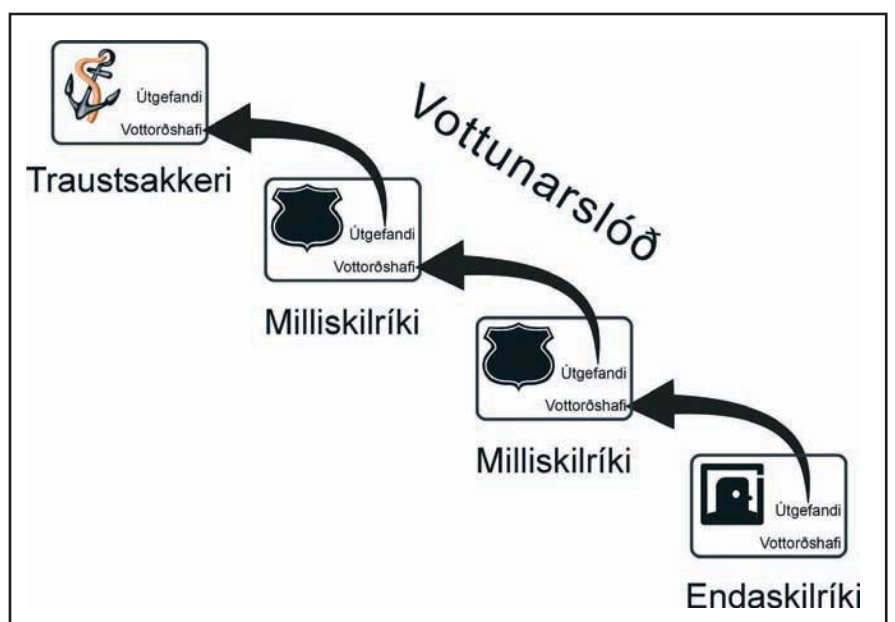 Útgefandi
Vottorðshafi
Traustsakkeri
Vottunarslóð
Útgefandi
Vottorðshafi
Milliskilríki
Útgefandi
Vottorðshafi
Milliskilríki
Útgefandi
Vottorðshafi
Endaskilríki